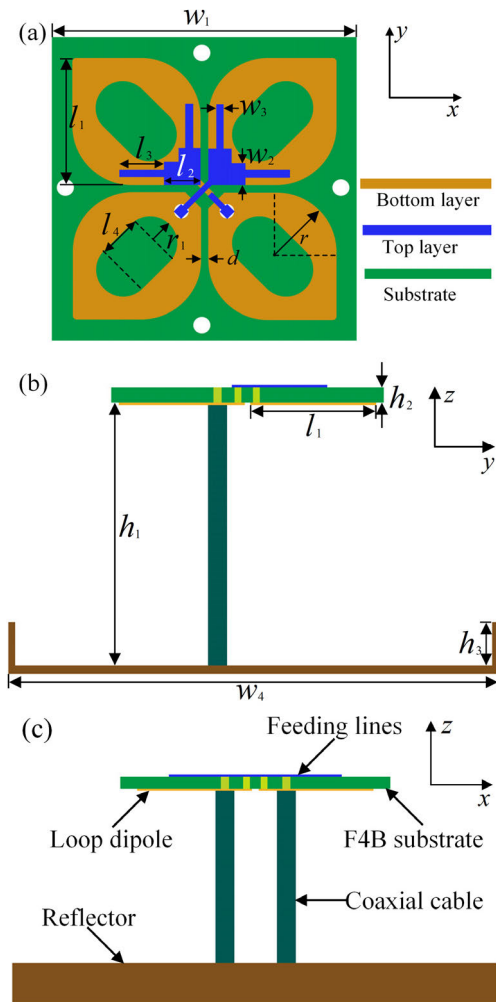 (a)
w₁
y
x
l₁
w₃
l₃
l₂
w₂
l₄
r₁
r
d
Bottom layer
Top layer
Substrate
(b)
h₂
z
l₁
y
h₁
h₃
w₄
(c)
Feeding lines
z
x
Loop dipole
F4B substrate
Coaxial cable
Reflector